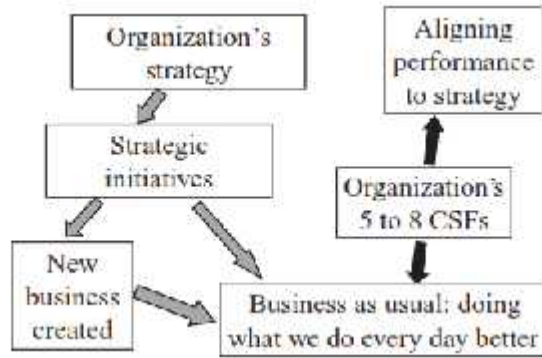 Organization's
strategy
Aligning
performance
to strategy
Strategic
initiatives
Organization's
5 to 8 CSFs
New
business
created
Business as usual: doing
what we do every day better